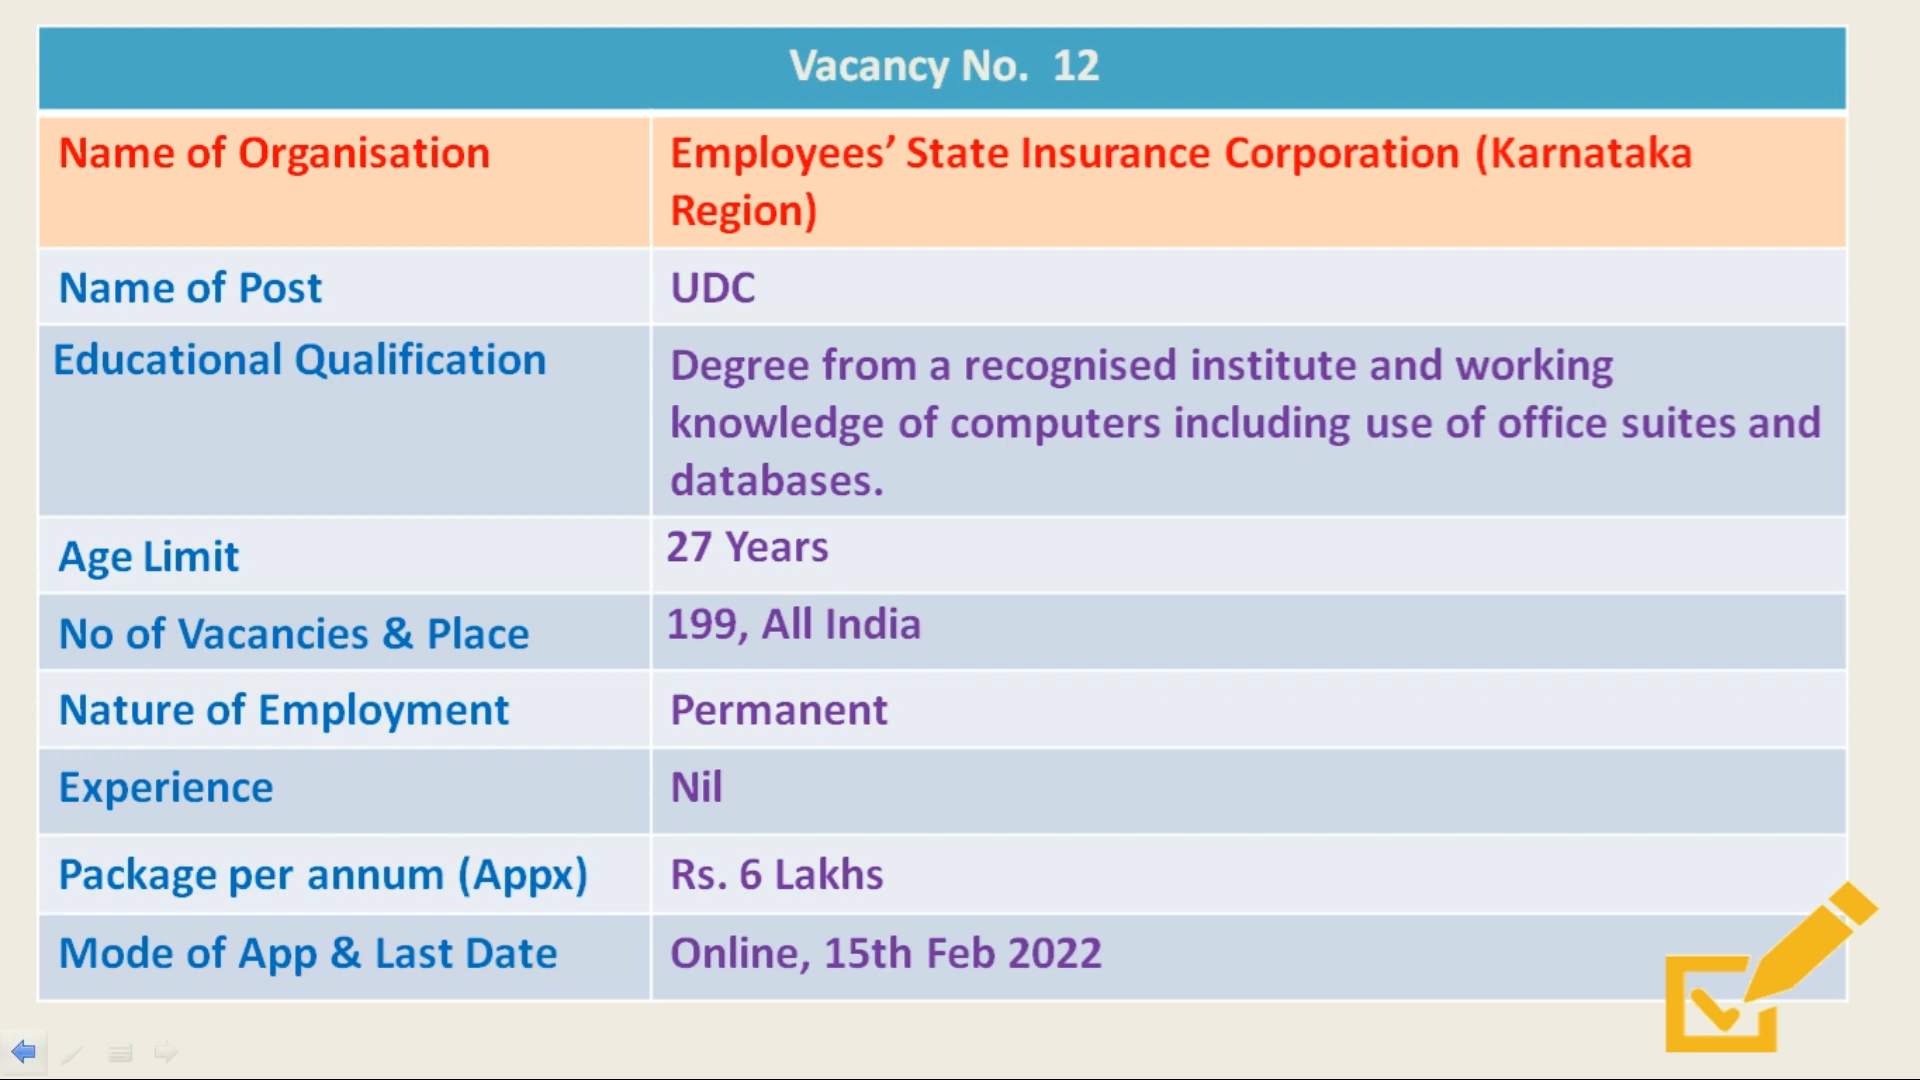 Vacancy No. 12
Name of Organisation
Employees’ State Insurance Corporation (Karnataka
Region)
Name of Post
UDC
Educational Qualification
Degree from a recognised institute and working
knowledge of computers including use of office suites and
databases.
Age Limit
27 Years
No of Vacancies & Place
199, All India
Nature of Employment
Permanent
Experience
Nil
Package per annum (Appx)
Rs. 6 Lakhs
Mode of App & Last Date
Online, 15th Feb 2022